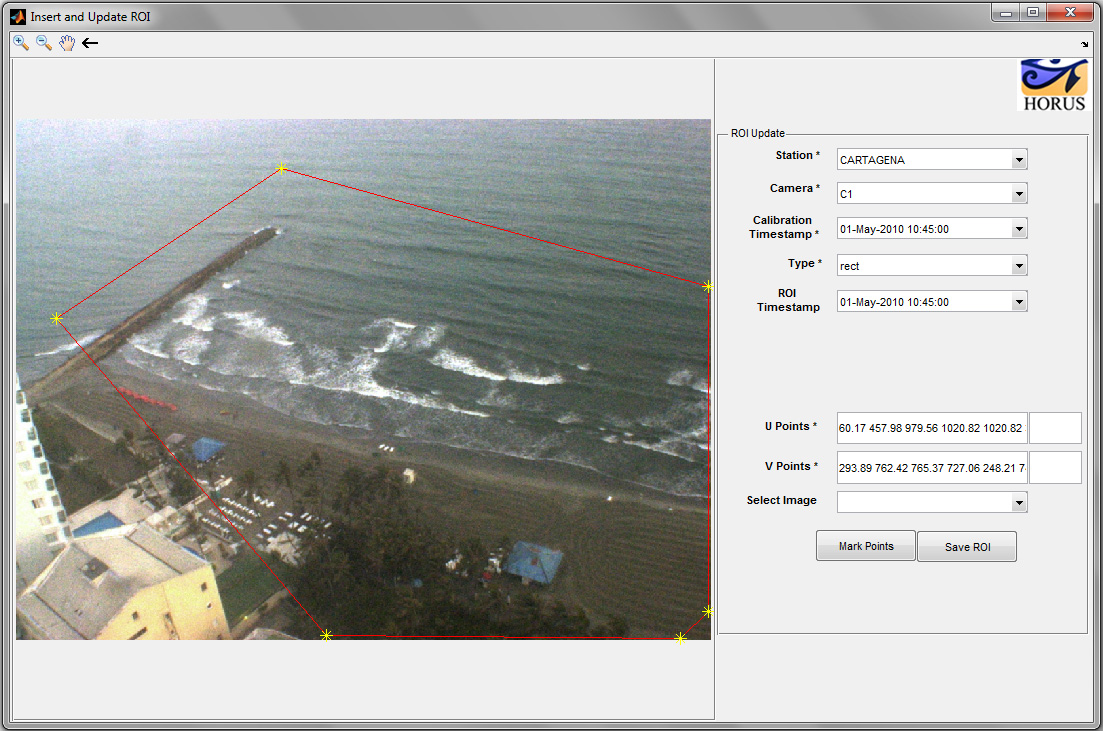 Insert and Update ROI
HORUS
ROI Update
Station * CARTAGENA
Camera * C1
Calibration
Timestamp * 01-May-2010 10:45:00
Type * rect
ROI
Timestamp 01-May-2010 10:45:00
U Points * 60.17 457.98 979.56 1020.82 1020.82
V Points * 293.89 762.42 765.37 727.06 248.21 7
Select Image
Mark Points Save ROI